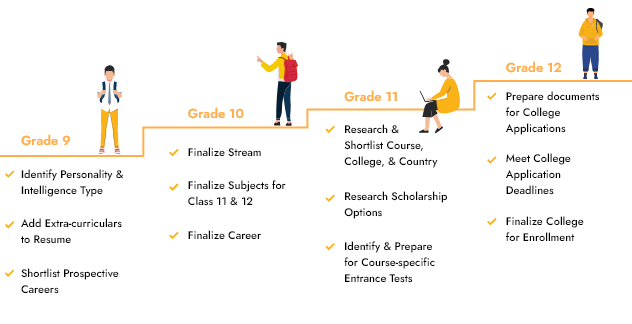 Grade 9
Identify Personality &
Intelligence Type
Add Extra-curriculars
to Resume
Shortlist Prospective
Careers
Grade 10
Finalize Stream
Finalize Subjects for
Class 11 & 12
Finalize Career
Grade 11
Research &
Shortlist Course,
College, & Country
Research Scholarship
Options
Identify & Prepare
for Course-specific
Entrance Tests
Grade 12
Prepare documents
for College
Applications
Meet College
Application
Deadlines
Finalize College
for Enrollment